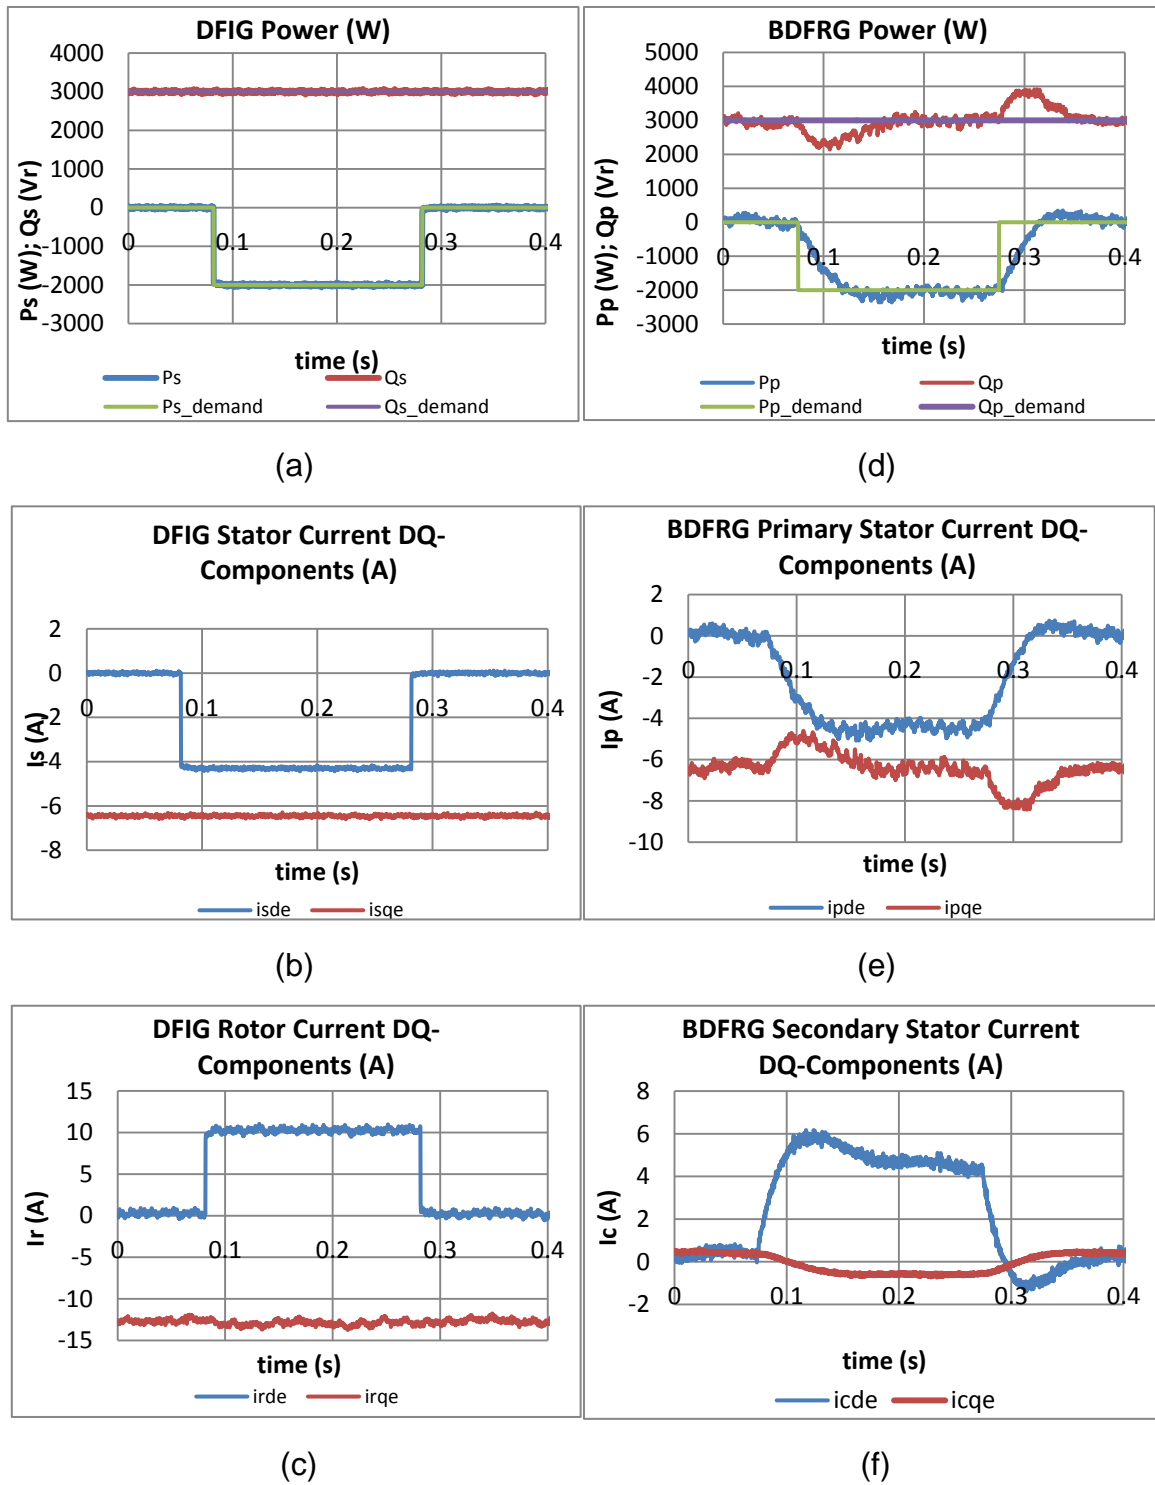 DFIG Power (W)
4000
3000
2000
1000
0
-1000
-2000
-3000
0 0.1 0.2 0.3 0.4
Ps (W); Qs (Vr)
time (s)
Ps Qs
Ps_demand Qs_demand
(a)
BDFRG Power (W)
5000
4000
3000
2000
1000
0
-1000
-2000
-3000
0 0.1 0.2 0.3 0.4
Pp (W); Qp (Vr)
time (s)
Pp Qp
Pp_demand Qp_demand
(d)
DFIG Stator Current DQ-
Components (A)
2
0
-2
-4
-6
-8
0 0.1 0.2 0.3 0.4
Is (A)
time (s)
isde isqe
(b)
BDFRG Primary Stator Current DQ-
Components (A)
2
0
-2
-4
-6
-8
-10
0 0.1 0.2 0.3 0.4
Ip (A)
time (s)
ipde ipqe
(e)
DFIG Rotor Current DQ-
Components (A)
15
10
5
0
-5
-10
-15
0 0.1 0.2 0.3 0.4
Ir (A)
time (s)
irde irqe
(c)
BDFRG Secondary Stator Current
DQ-Components (A)
8
6
4
2
0
-2
0 0.1 0.2 0.3 0.4
Ic (A)
time (s)
icde icqe
(f)